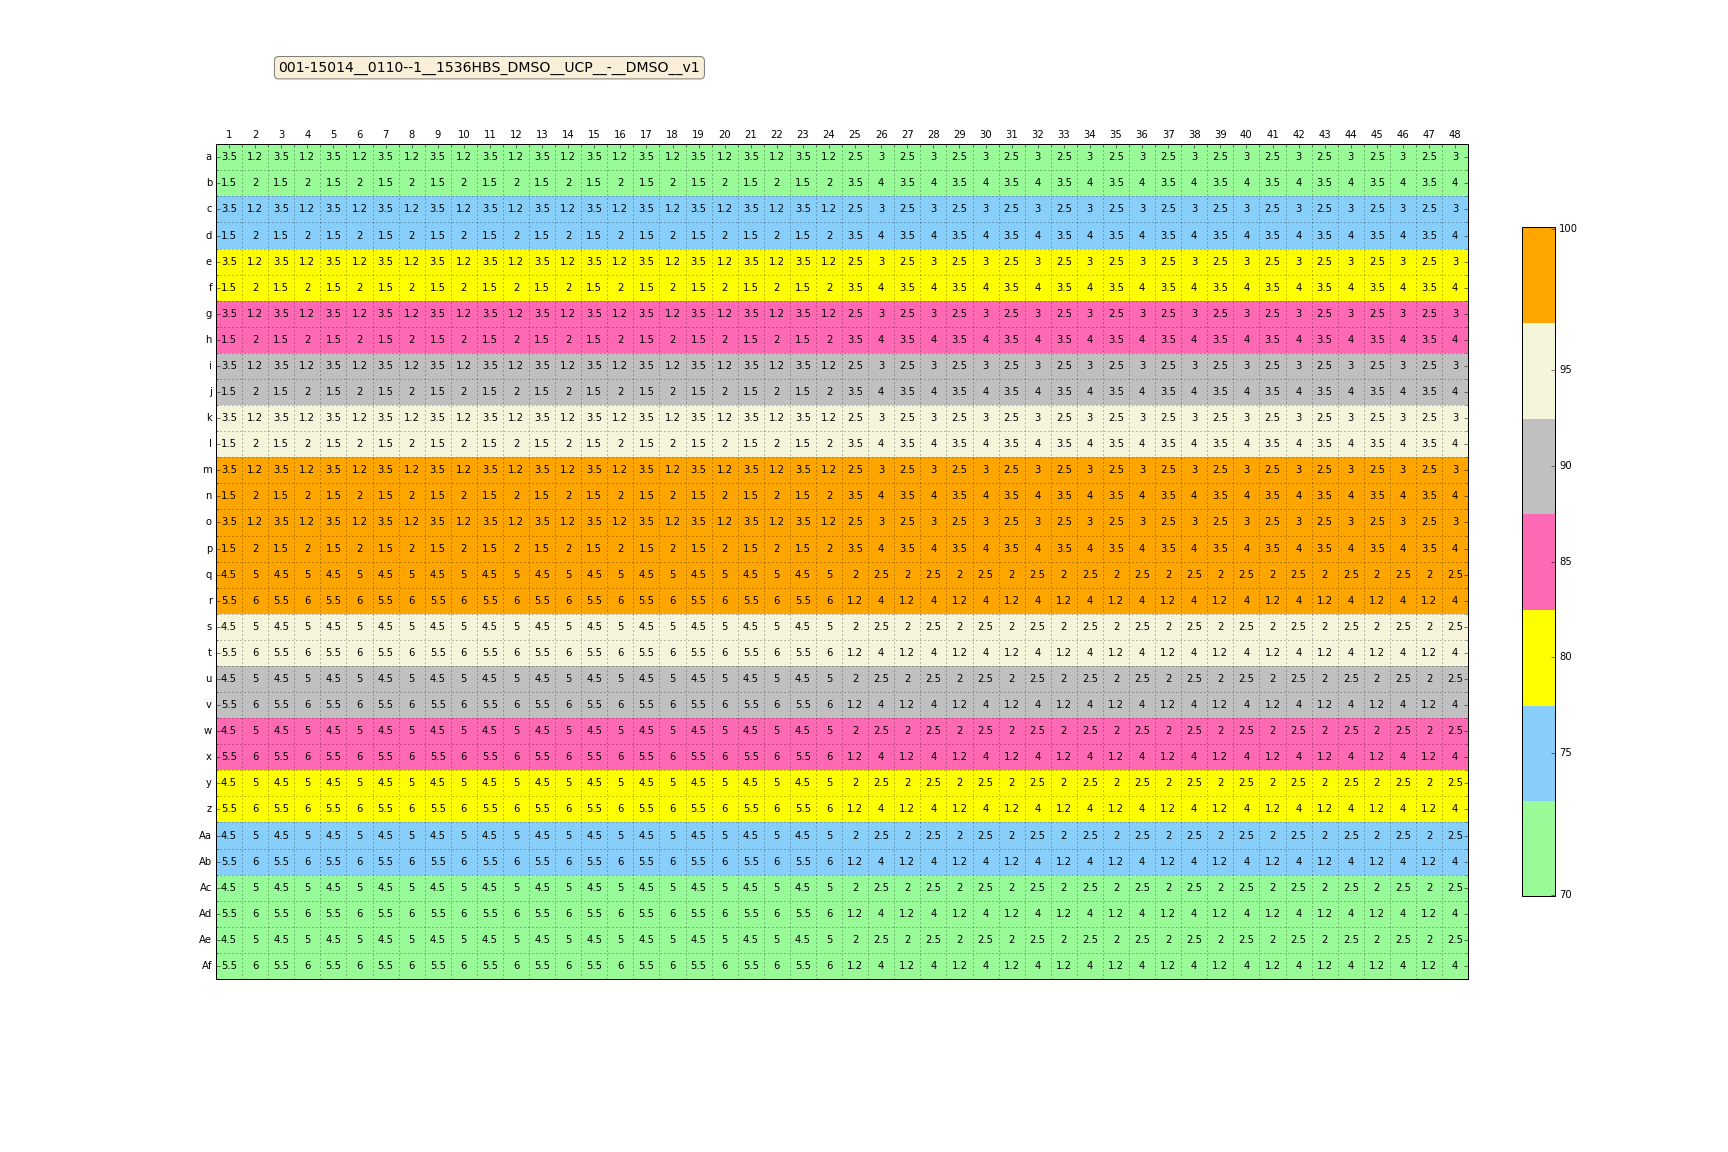 001-15014__0110--1__1536HBS_DMSO__UCP__-__DMSO__v1
1 2 3 4 5 6 7 8 9 10 11 12 13 14 15 16 17 18 19 20 21 22 23 24 25 26 27 28 29 30 31 32 33 34 35 36 37 38 39 40 41 42 43 44 45 46 47 48
a 3.5 1.2 3.5 1.2 3.5 1.2 3.5 1.2 3.5 1.2 3.5 1.2 3.5 1.2 3.5 1.2 3.5 1.2 3.5 1.2 3.5 1.2 3.5 1.2 2.5 3 2.5 3 2.5 3 2.5 3 2.5 3 2.5 3 2.5 3 2.5 3 2.5 3 2.5 3 2.5 3 2.5 3
b 1.5 2 1.5 2 1.5 2 1.5 2 1.5 2 1.5 2 1.5 2 1.5 2 1.5 2 1.5 2 1.5 2 1.5 2 3.5 4 3.5 4 3.5 4 3.5 4 3.5 4 3.5 4 3.5 4 3.5 4 3.5 4 3.5 4 3.5 4 3.5 4
c 3.5 1.2 3.5 1.2 3.5 1.2 3.5 1.2 3.5 1.2 3.5 1.2 3.5 1.2 3.5 1.2 3.5 1.2 3.5 1.2 3.5 1.2 3.5 1.2 2.5 3 2.5 3 2.5 3 2.5 3 2.5 3 2.5 3 2.5 3 2.5 3 2.5 3 2.5 3 2.5 3 2.5 3
d 1.5 2 1.5 2 1.5 2 1.5 2 1.5 2 1.5 2 1.5 2 1.5 2 1.5 2 1.5 2 1.5 2 1.5 2 3.5 4 3.5 4 3.5 4 3.5 4 3.5 4 3.5 4 3.5 4 3.5 4 3.5 4 3.5 4 3.5 4 3.5 4
e 3.5 1.2 3.5 1.2 3.5 1.2 3.5 1.2 3.5 1.2 3.5 1.2 3.5 1.2 3.5 1.2 3.5 1.2 3.5 1.2 3.5 1.2 3.5 1.2 2.5 3 2.5 3 2.5 3 2.5 3 2.5 3 2.5 3 2.5 3 2.5 3 2.5 3 2.5 3 2.5 3 2.5 3
f 1.5 2 1.5 2 1.5 2 1.5 2 1.5 2 1.5 2 1.5 2 1.5 2 1.5 2 1.5 2 1.5 2 1.5 2 3.5 4 3.5 4 3.5 4 3.5 4 3.5 4 3.5 4 3.5 4 3.5 4 3.5 4 3.5 4 3.5 4 3.5 4
g 3.5 1.2 3.5 1.2 3.5 1.2 3.5 1.2 3.5 1.2 3.5 1.2 3.5 1.2 3.5 1.2 3.5 1.2 3.5 1.2 3.5 1.2 3.5 1.2 2.5 3 2.5 3 2.5 3 2.5 3 2.5 3 2.5 3 2.5 3 2.5 3 2.5 3 2.5 3 2.5 3 2.5 3
h 1.5 2 1.5 2 1.5 2 1.5 2 1.5 2 1.5 2 1.5 2 1.5 2 1.5 2 1.5 2 1.5 2 1.5 2 3.5 4 3.5 4 3.5 4 3.5 4 3.5 4 3.5 4 3.5 4 3.5 4 3.5 4 3.5 4 3.5 4 3.5 4
i 3.5 1.2 3.5 1.2 3.5 1.2 3.5 1.2 3.5 1.2 3.5 1.2 3.5 1.2 3.5 1.2 3.5 1.2 3.5 1.2 3.5 1.2 3.5 1.2 2.5 3 2.5 3 2.5 3 2.5 3 2.5 3 2.5 3 2.5 3 2.5 3 2.5 3 2.5 3 2.5 3 2.5 3
j 1.5 2 1.5 2 1.5 2 1.5 2 1.5 2 1.5 2 1.5 2 1.5 2 1.5 2 1.5 2 1.5 2 1.5 2 3.5 4 3.5 4 3.5 4 3.5 4 3.5 4 3.5 4 3.5 4 3.5 4 3.5 4 3.5 4 3.5 4 3.5 4
k 3.5 1.2 3.5 1.2 3.5 1.2 3.5 1.2 3.5 1.2 3.5 1.2 3.5 1.2 3.5 1.2 3.5 1.2 3.5 1.2 3.5 1.2 3.5 1.2 2.5 3 2.5 3 2.5 3 2.5 3 2.5 3 2.5 3 2.5 3 2.5 3 2.5 3 2.5 3 2.5 3 2.5 3
l 1.5 2 1.5 2 1.5 2 1.5 2 1.5 2 1.5 2 1.5 2 1.5 2 1.5 2 1.5 2 1.5 2 1.5 2 3.5 4 3.5 4 3.5 4 3.5 4 3.5 4 3.5 4 3.5 4 3.5 4 3.5 4 3.5 4 3.5 4 3.5 4
m 3.5 1.2 3.5 1.2 3.5 1.2 3.5 1.2 3.5 1.2 3.5 1.2 3.5 1.2 3.5 1.2 3.5 1.2 3.5 1.2 3.5 1.2 3.5 1.2 2.5 3 2.5 3 2.5 3 2.5 3 2.5 3 2.5 3 2.5 3 2.5 3 2.5 3 2.5 3 2.5 3 2.5 3
n 1.5 2 1.5 2 1.5 2 1.5 2 1.5 2 1.5 2 1.5 2 1.5 2 1.5 2 1.5 2 1.5 2 1.5 2 3.5 4 3.5 4 3.5 4 3.5 4 3.5 4 3.5 4 3.5 4 3.5 4 3.5 4 3.5 4 3.5 4 3.5 4
o 3.5 1.2 3.5 1.2 3.5 1.2 3.5 1.2 3.5 1.2 3.5 1.2 3.5 1.2 3.5 1.2 3.5 1.2 3.5 1.2 3.5 1.2 3.5 1.2 2.5 3 2.5 3 2.5 3 2.5 3 2.5 3 2.5 3 2.5 3 2.5 3 2.5 3 2.5 3 2.5 3 2.5 3
p 1.5 2 1.5 2 1.5 2 1.5 2 1.5 2 1.5 2 1.5 2 1.5 2 1.5 2 1.5 2 1.5 2 1.5 2 3.5 4 3.5 4 3.5 4 3.5 4 3.5 4 3.5 4 3.5 4 3.5 4 3.5 4 3.5 4 3.5 4 3.5 4
q 4.5 5 4.5 5 4.5 5 4.5 5 4.5 5 4.5 5 4.5 5 4.5 5 4.5 5 4.5 5 4.5 5 4.5 5 2 2.5 2 2.5 2 2.5 2 2.5 2 2.5 2 2.5 2 2.5 2 2.5 2 2.5 2 2.5 2 2.5 2 2.5
r 5.5 6 5.5 6 5.5 6 5.5 6 5.5 6 5.5 6 5.5 6 5.5 6 5.5 6 5.5 6 5.5 6 5.5 6 1.2 4 1.2 4 1.2 4 1.2 4 1.2 4 1.2 4 1.2 4 1.2 4 1.2 4 1.2 4 1.2 4 1.2 4
s 4.5 5 4.5 5 4.5 5 4.5 5 4.5 5 4.5 5 4.5 5 4.5 5 4.5 5 4.5 5 4.5 5 4.5 5 2 2.5 2 2.5 2 2.5 2 2.5 2 2.5 2 2.5 2 2.5 2 2.5 2 2.5 2 2.5 2 2.5 2 2.5
t 5.5 6 5.5 6 5.5 6 5.5 6 5.5 6 5.5 6 5.5 6 5.5 6 5.5 6 5.5 6 5.5 6 5.5 6 1.2 4 1.2 4 1.2 4 1.2 4 1.2 4 1.2 4 1.2 4 1.2 4 1.2 4 1.2 4 1.2 4 1.2 4
u 4.5 5 4.5 5 4.5 5 4.5 5 4.5 5 4.5 5 4.5 5 4.5 5 4.5 5 4.5 5 4.5 5 4.5 5 2 2.5 2 2.5 2 2.5 2 2.5 2 2.5 2 2.5 2 2.5 2 2.5 2 2.5 2 2.5 2 2.5 2 2.5
v 5.5 6 5.5 6 5.5 6 5.5 6 5.5 6 5.5 6 5.5 6 5.5 6 5.5 6 5.5 6 5.5 6 5.5 6 1.2 4 1.2 4 1.2 4 1.2 4 1.2 4 1.2 4 1.2 4 1.2 4 1.2 4 1.2 4 1.2 4 1.2 4
w 4.5 5 4.5 5 4.5 5 4.5 5 4.5 5 4.5 5 4.5 5 4.5 5 4.5 5 4.5 5 4.5 5 4.5 5 2 2.5 2 2.5 2 2.5 2 2.5 2 2.5 2 2.5 2 2.5 2 2.5 2 2.5 2 2.5 2 2.5 2 2.5
x 5.5 6 5.5 6 5.5 6 5.5 6 5.5 6 5.5 6 5.5 6 5.5 6 5.5 6 5.5 6 5.5 6 5.5 6 1.2 4 1.2 4 1.2 4 1.2 4 1.2 4 1.2 4 1.2 4 1.2 4 1.2 4 1.2 4 1.2 4 1.2 4
y 4.5 5 4.5 5 4.5 5 4.5 5 4.5 5 4.5 5 4.5 5 4.5 5 4.5 5 4.5 5 4.5 5 4.5 5 2 2.5 2 2.5 2 2.5 2 2.5 2 2.5 2 2.5 2 2.5 2 2.5 2 2.5 2 2.5 2 2.5 2 2.5
z 5.5 6 5.5 6 5.5 6 5.5 6 5.5 6 5.5 6 5.5 6 5.5 6 5.5 6 5.5 6 5.5 6 5.5 6 1.2 4 1.2 4 1.2 4 1.2 4 1.2 4 1.2 4 1.2 4 1.2 4 1.2 4 1.2 4 1.2 4 1.2 4
Aa 4.5 5 4.5 5 4.5 5 4.5 5 4.5 5 4.5 5 4.5 5 4.5 5 4.5 5 4.5 5 4.5 5 4.5 5 2 2.5 2 2.5 2 2.5 2 2.5 2 2.5 2 2.5 2 2.5 2 2.5 2 2.5 2 2.5 2 2.5 2 2.5
Ab 5.5 6 5.5 6 5.5 6 5.5 6 5.5 6 5.5 6 5.5 6 5.5 6 5.5 6 5.5 6 5.5 6 5.5 6 1.2 4 1.2 4 1.2 4 1.2 4 1.2 4 1.2 4 1.2 4 1.2 4 1.2 4 1.2 4 1.2 4 1.2 4
Ac 4.5 5 4.5 5 4.5 5 4.5 5 4.5 5 4.5 5 4.5 5 4.5 5 4.5 5 4.5 5 4.5 5 4.5 5 2 2.5 2 2.5 2 2.5 2 2.5 2 2.5 2 2.5 2 2.5 2 2.5 2 2.5 2 2.5 2 2.5 2 2.5
Ad 5.5 6 5.5 6 5.5 6 5.5 6 5.5 6 5.5 6 5.5 6 5.5 6 5.5 6 5.5 6 5.5 6 5.5 6 1.2 4 1.2 4 1.2 4 1.2 4 1.2 4 1.2 4 1.2 4 1.2 4 1.2 4 1.2 4 1.2 4 1.2 4
Ae 4.5 5 4.5 5 4.5 5 4.5 5 4.5 5 4.5 5 4.5 5 4.5 5 4.5 5 4.5 5 4.5 5 4.5 5 2 2.5 2 2.5 2 2.5 2 2.5 2 2.5 2 2.5 2 2.5 2 2.5 2 2.5 2 2.5 2 2.5 2 2.5
Af 5.5 6 5.5 6 5.5 6 5.5 6 5.5 6 5.5 6 5.5 6 5.5 6 5.5 6 5.5 6 5.5 6 5.5 6 1.2 4 1.2 4 1.2 4 1.2 4 1.2 4 1.2 4 1.2 4 1.2 4 1.2 4 1.2 4 1.2 4 1.2 4
100
95
90
85
80
75
70